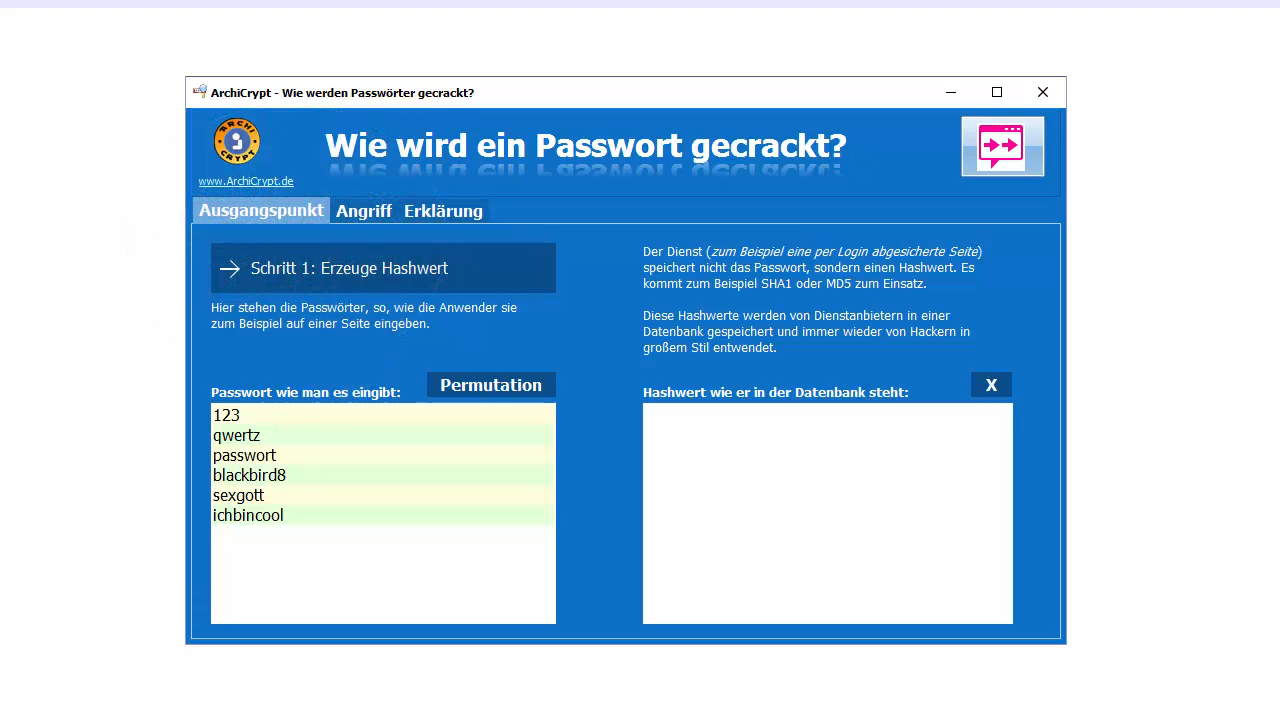 ArchiCrypt - Wie werden Passwörter gecrackt?
ARCHI
CRYPT
www.ArchiCrypt.de
Wie wird ein Passwort gecrackt?
Ausgangspunkt Angriff Erklärung
Schritt 1: Erzeuge Hashwert
Hier stehen die Passwörter, so, wie die Anwender sie
zum Beispiel auf einer Seite eingeben.
Der Dienst (zum Beispiel eine per Login abgesicherte Seite)
speichert nicht das Passwort, sondern einen Hashwert. Es
kommt zum Beispiel SHA1 oder MD5 zum Einsatz.
Diese Hashwerte werden von Dienstanbietern in einer
Datenbank gespeichert und immer wieder von Hackern in
großem Stil entwendet.
Passwort wie man es eingibt:
Permutation
123
qwertz
passwort
blackbird8
sexgott
ichbincool
Hashwert wie er in der Datenbank steht:
X